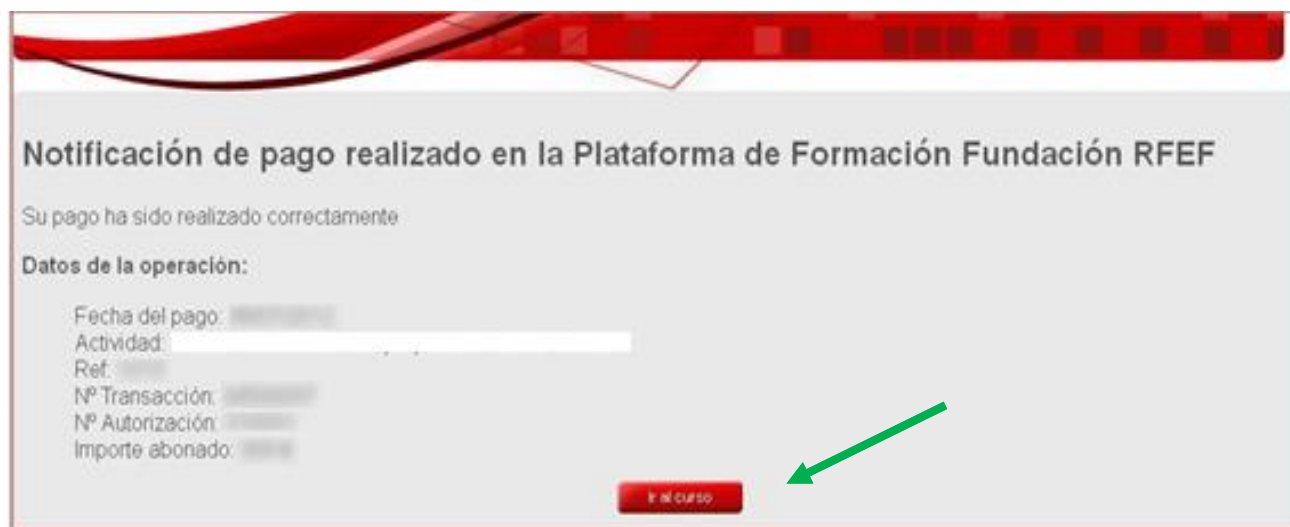 Notificación de pago realizado en la Plataforma de Formación Fundación RFEF
Su pago ha sido realizado correctamente
Datos de la operación:
Fecha del pago:
Actividad:
Ref:
Nº Transacción:
Nº Autorización:
Importe abonado:
Ir al curso